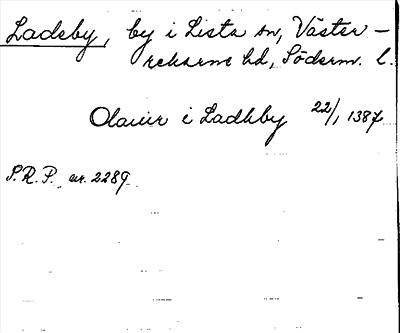 Ladeby, by i Lista sn, Väster-
rekarne hd, Söderm. l.
Olauir i Ladhby 22/1 1387
S.R.P. nr. 2289